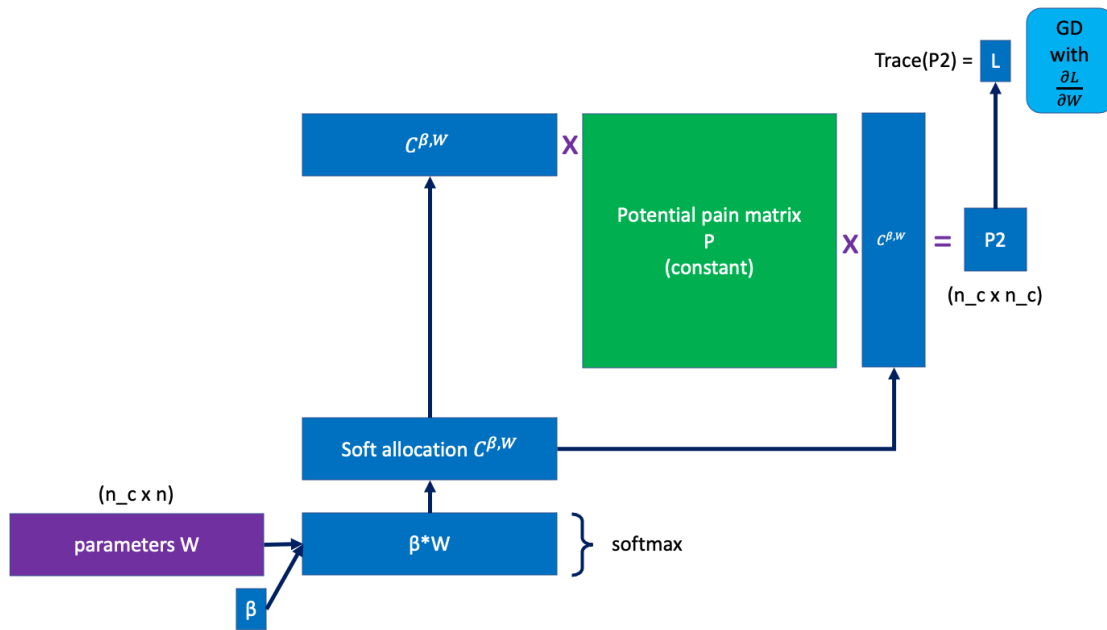 GD
with
∂L
∂W
Trace(P2) = L
C^β,W
X
Potential pain matrix
P
(constant)
X
C^β,W
=
P2
(n_c x n_c)
Soft allocation C^β,W
(n_c x n)
parameters W
β*W
softmax
β